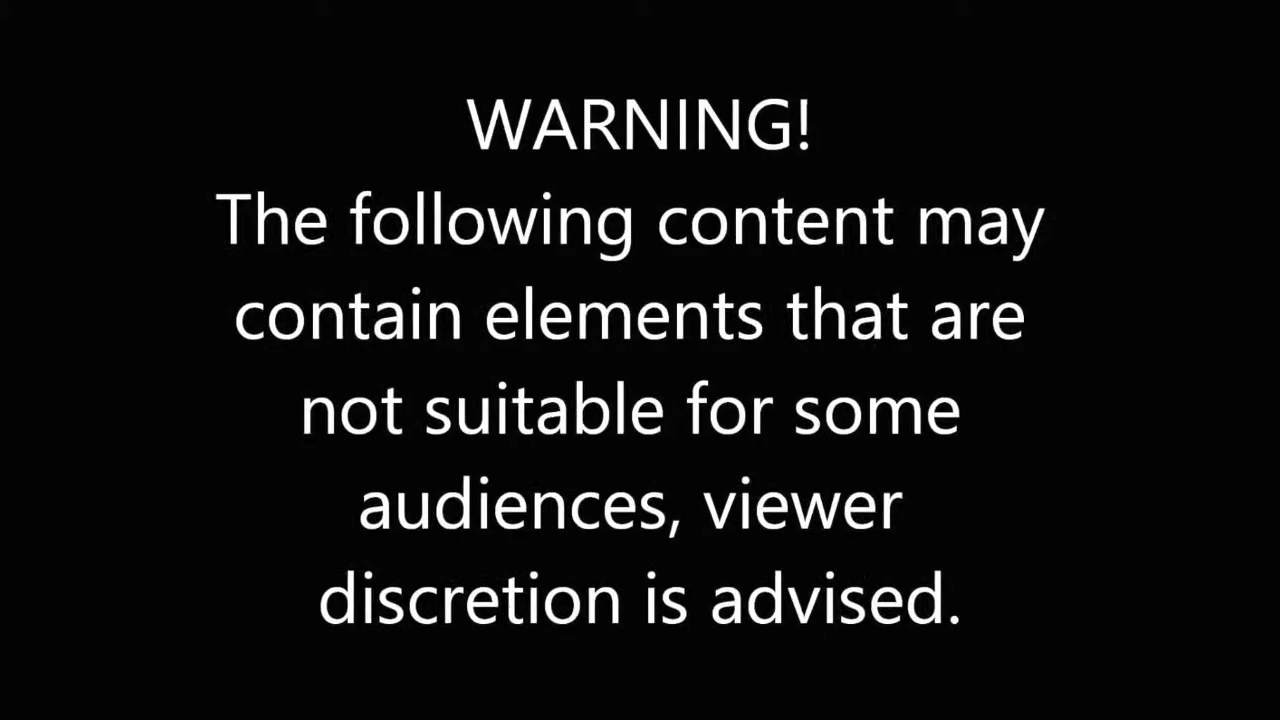 WARNING!
The following content may
contain elements that are
not suitable for some
audiences, viewer
discretion is advised.